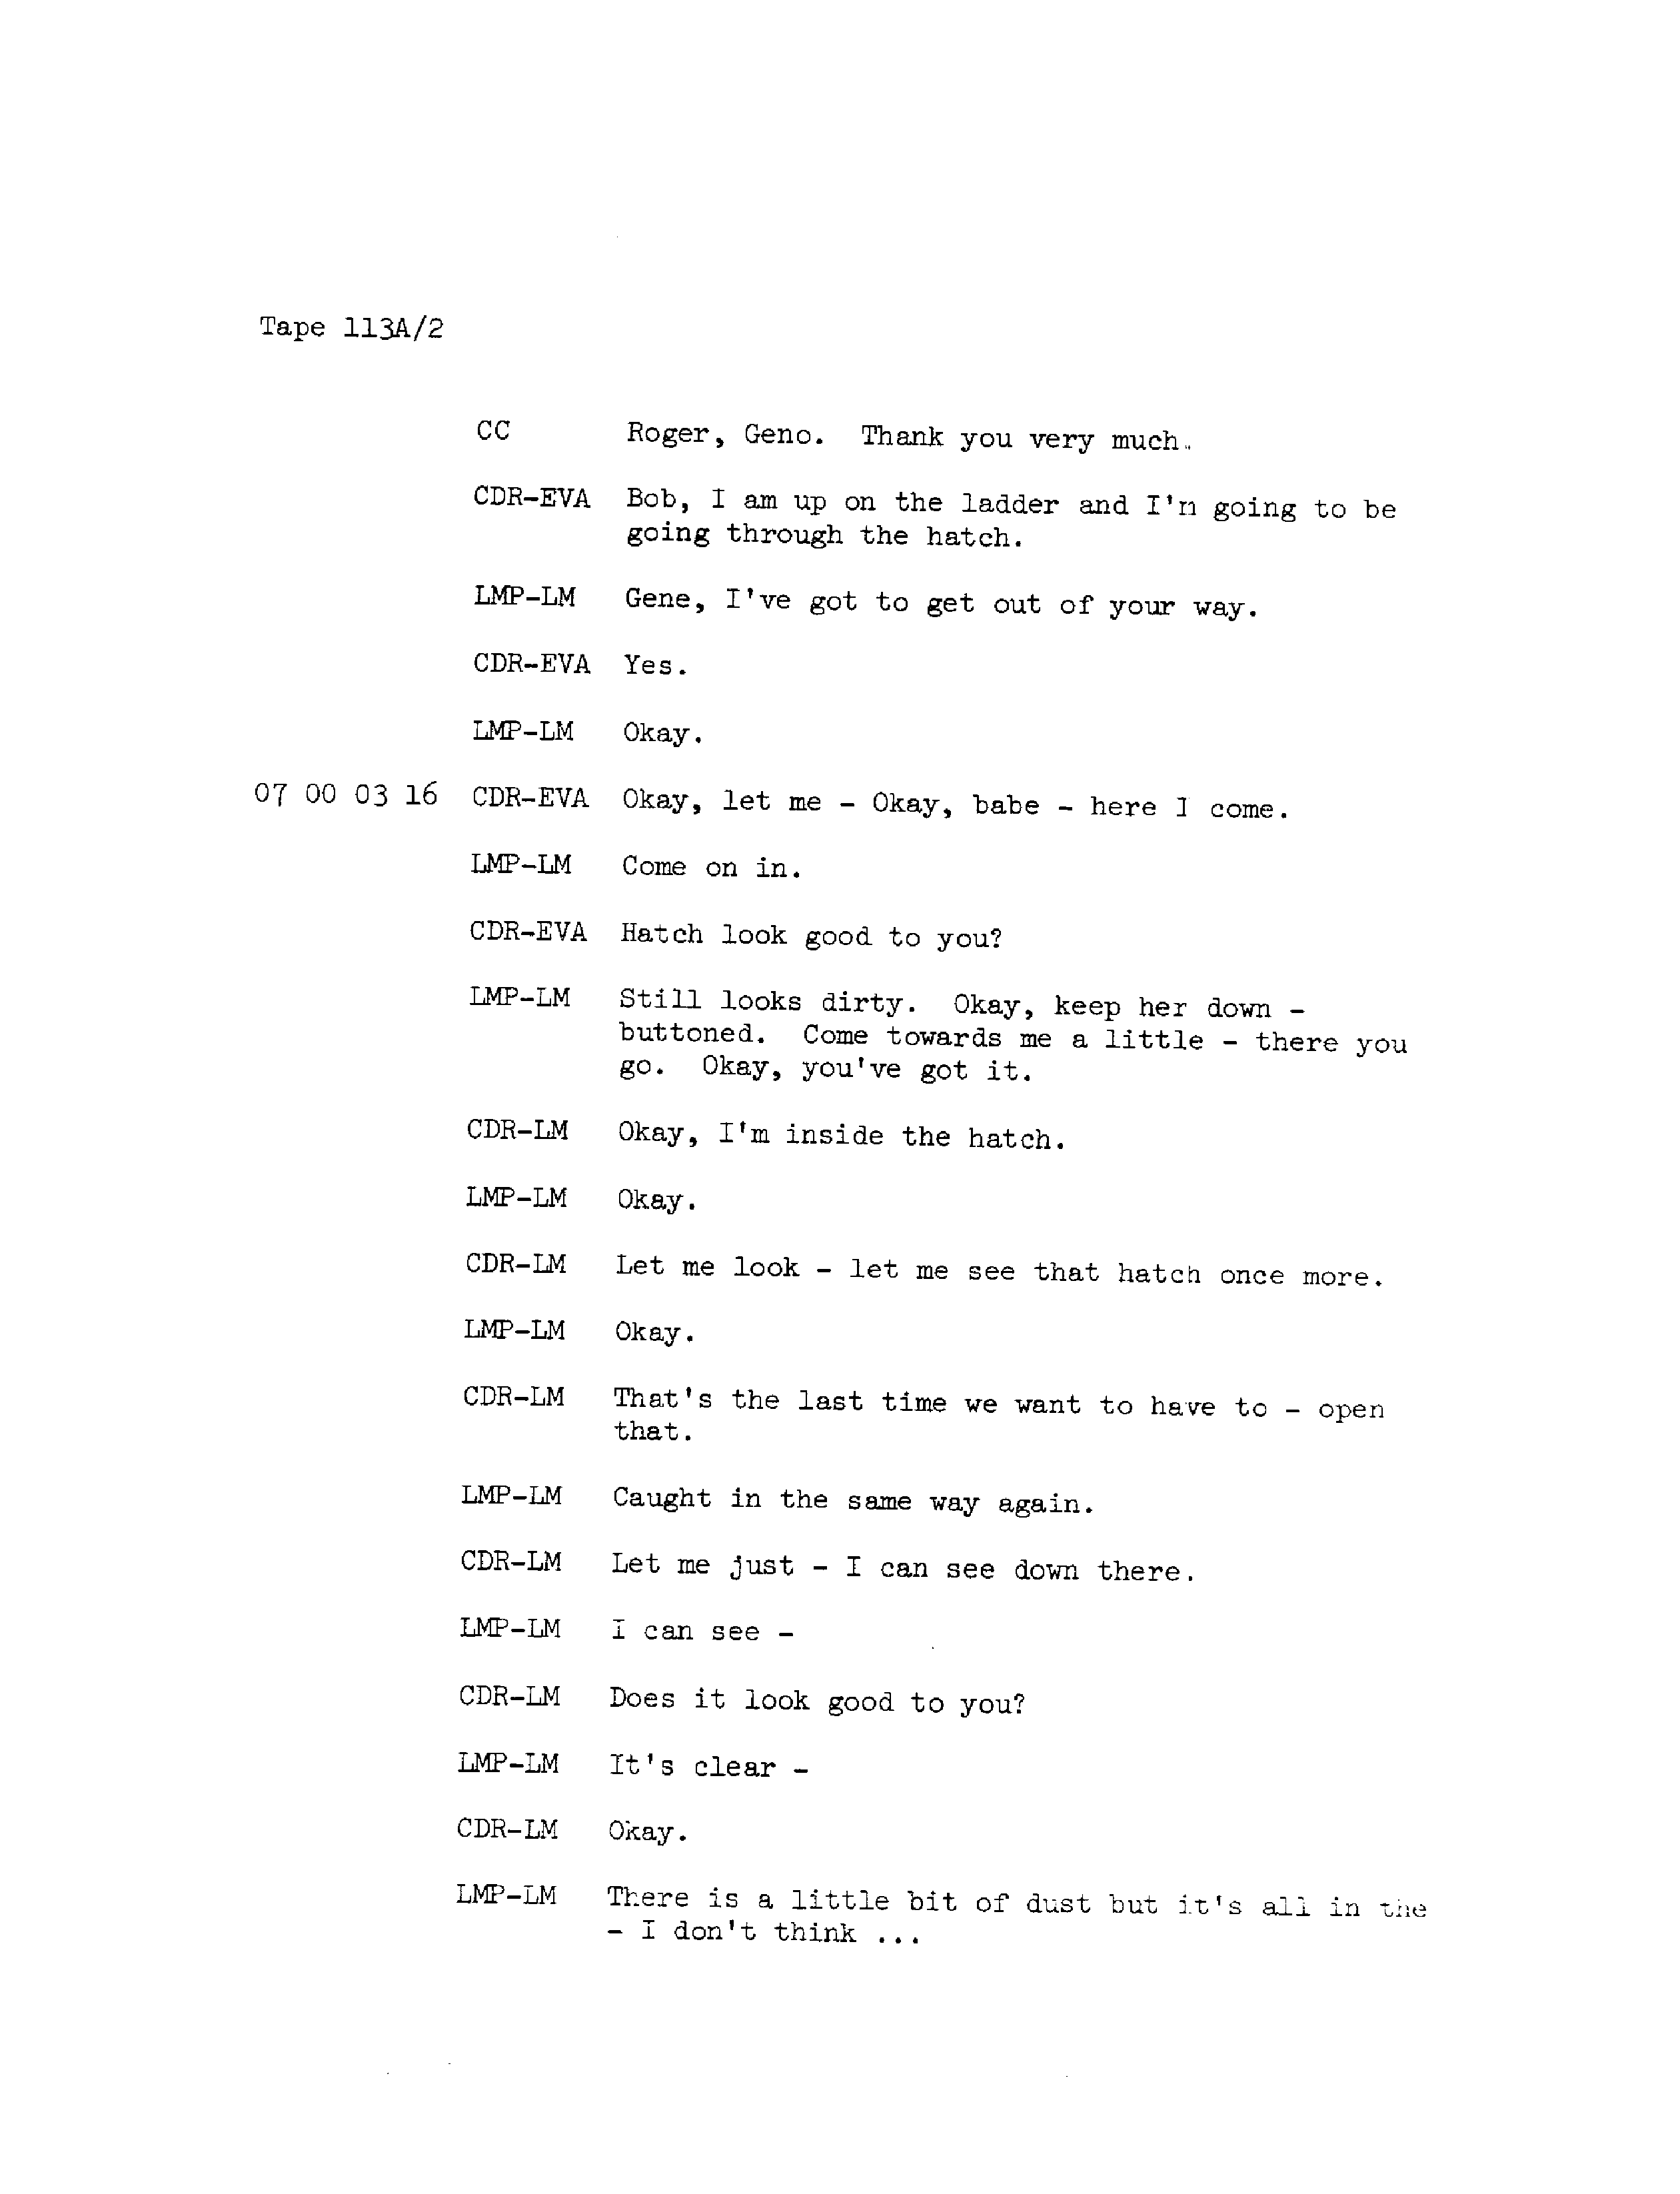 Tape 113A/2
CC Roger, Geno. Thank you very much.
CDR-EVA Bob, I am up on the ladder and I'm going to be
going through the hatch.
LMP-LM Gene, I've got to get out of your way.
CDR-EVA Yes.
LMP-LM Okay.
07 00 03 16 CDR-EVA Okay, let me - Okay, babe - here I come.
LMP-LM Come on in.
CDR-EVA Hatch look good to you?
LMP-LM Still looks dirty. Okay, keep her down -
buttoned. Come towards me a little - there you
go. Okay, you've got it.
CDR-LM Okay, I'm inside the hatch.
LMP-LM Okay.
CDR-LM Let me look - let me see that hatch once more.
LMP-LM Okay.
CDR-LM That's the last time we want to have to - open
that.
LMP-LM Caught in the same way again.
CDR-LM Let me just - I can see down there.
LMP-LM I can see -
CDR-LM Does it look good to you?
LMP-LM It's clear -
CDR-LM Okay.
LMP-LM There is a little bit of dust but it's all in the
- I don't think ...